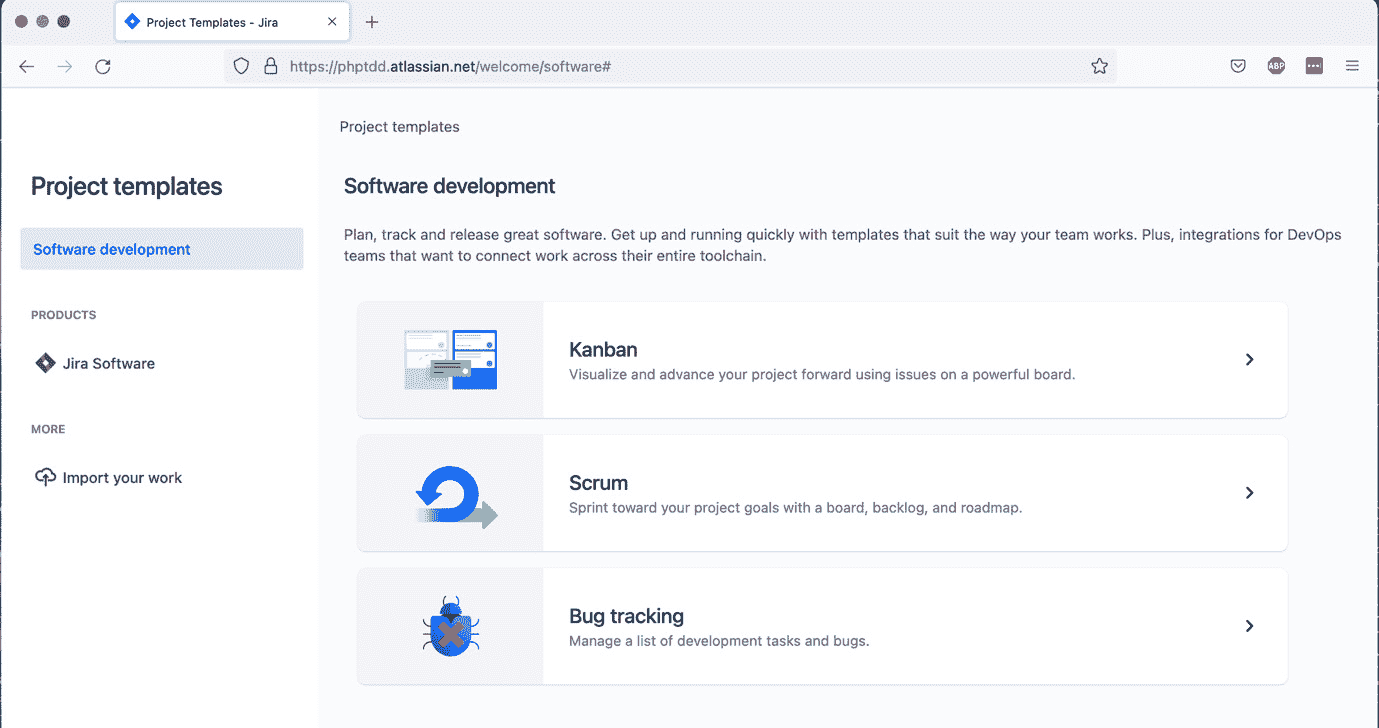 Project Templates - Jira
https://phptdd.atlassian.net/welcome/software#
ABP
Project templates
Software development
PRODUCTS
Jira Software
MORE
Import your work
Project templates
Software development
Plan, track and release great software. Get up and running quickly with templates that suit the way your team works. Plus, integrations for DevOps
teams that want to connect work across their entire toolchain.
Kanban
Visualize and advance your project forward using issues on a powerful board.
Scrum
Sprint toward your project goals with a board, backlog, and roadmap.
Bug tracking
Manage a list of development tasks and bugs.